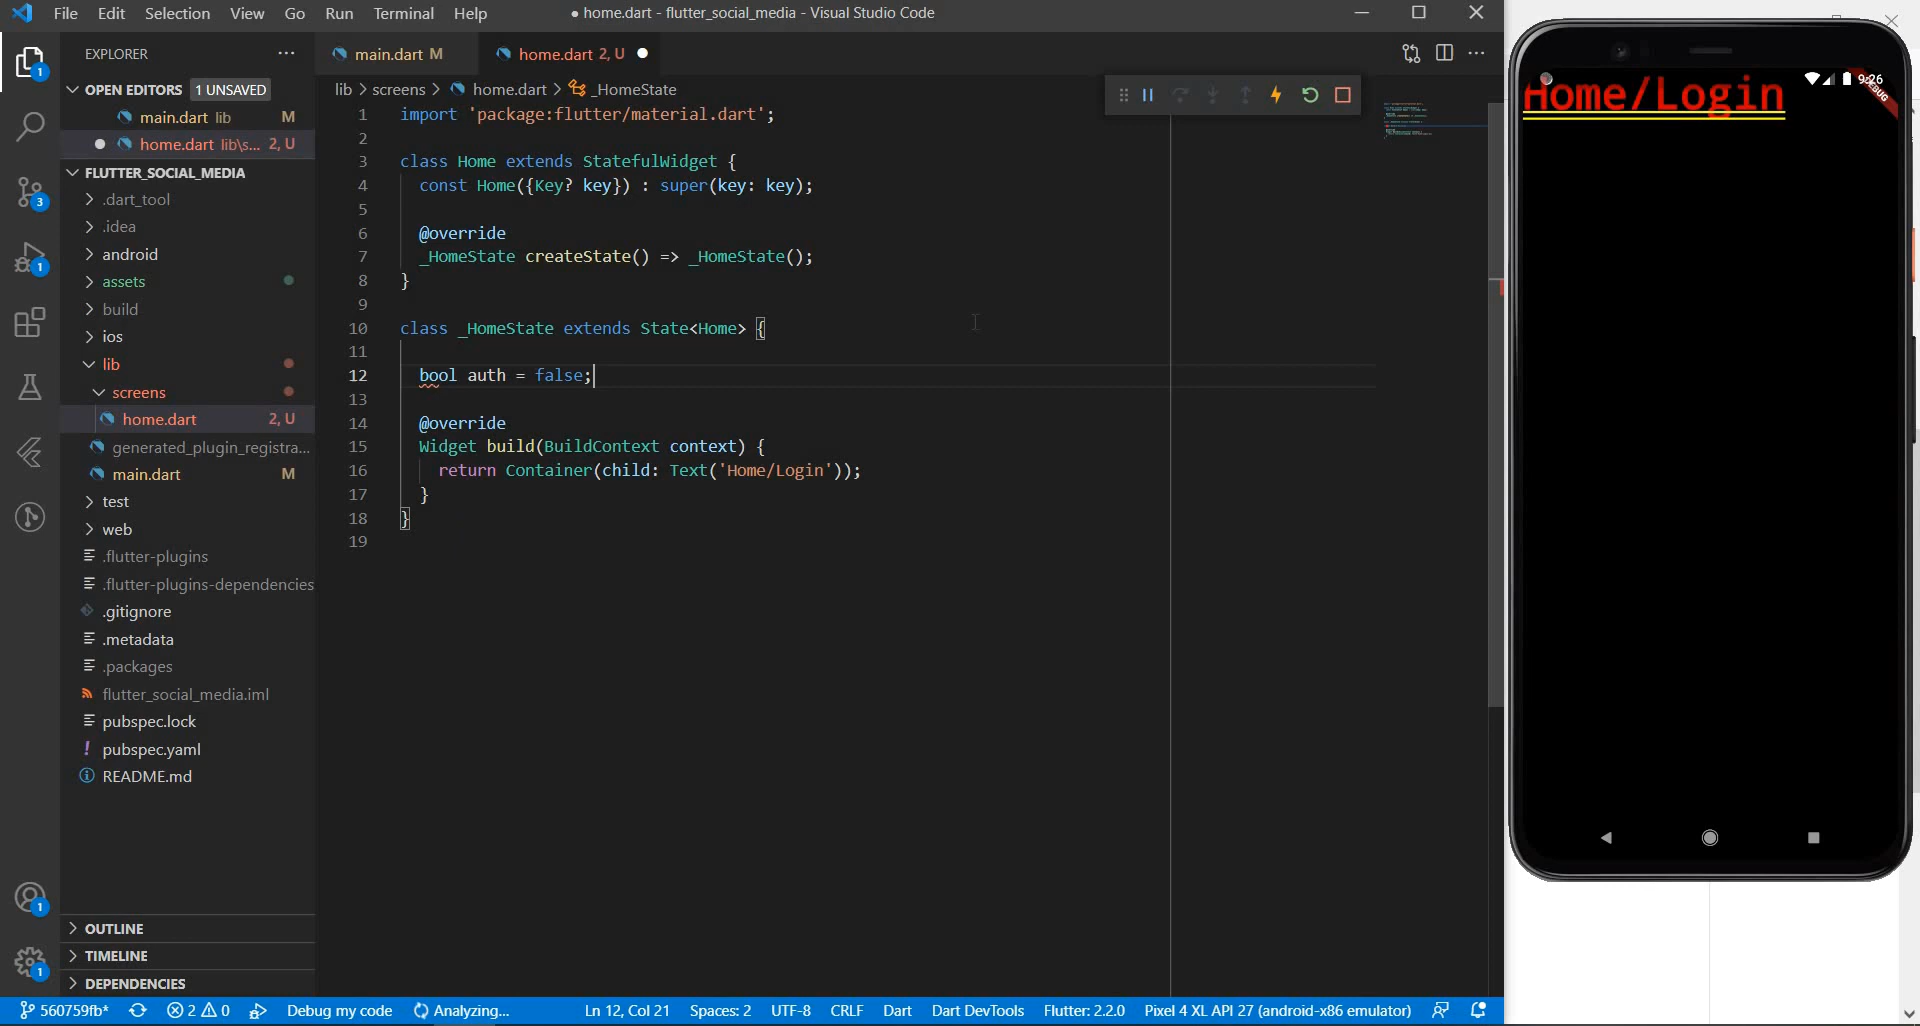 File Edit Selection View Go Run Terminal Help
● home.dart - flutter_social_media - Visual Studio Code
EXPLORER
OPEN EDITORS 1 UNSAVED
main.dart lib M
home.dart lib\s... 2, U
FLUTTER_SOCIAL_MEDIA
.dart_tool
.idea
android
assets
build
ios
lib
screens
home.dart 2, U
generated_plugin_registra...
main.dart M
test
web
.flutter-plugins
.flutter-plugins-dependencies
.gitignore
.metadata
.packages
flutter_social_media.iml
pubspec.lock
pubspec.yaml
README.md
OUTLINE
TIMELINE
DEPENDENCIES
1
3
1
1
1
main.dart M
home.dart 2, U
lib > screens > home.dart > _HomeState
1 import 'package:flutter/material.dart';
2
3 class Home extends StatefulWidget {
4 const Home({Key? key}) : super(key: key);
5
6 @override
7 _HomeState createState() => _HomeState();
8 }
9
10 class _HomeState extends State<Home> {
11
12 bool auth = false;
13
14 @override
15 Widget build(BuildContext context) {
16 return Container(child: Text('Home/Login'));
17 }
18 }
19
560759fb* 2 0 Debug my code Analyzing... Ln 12, Col 21 Spaces: 2 UTF-8 CRLF Dart Dart DevTools Flutter: 2.2.0 Pixel 4 XL API 27 (android-x86 emulator)
9:26
DEBUG
Home/Login